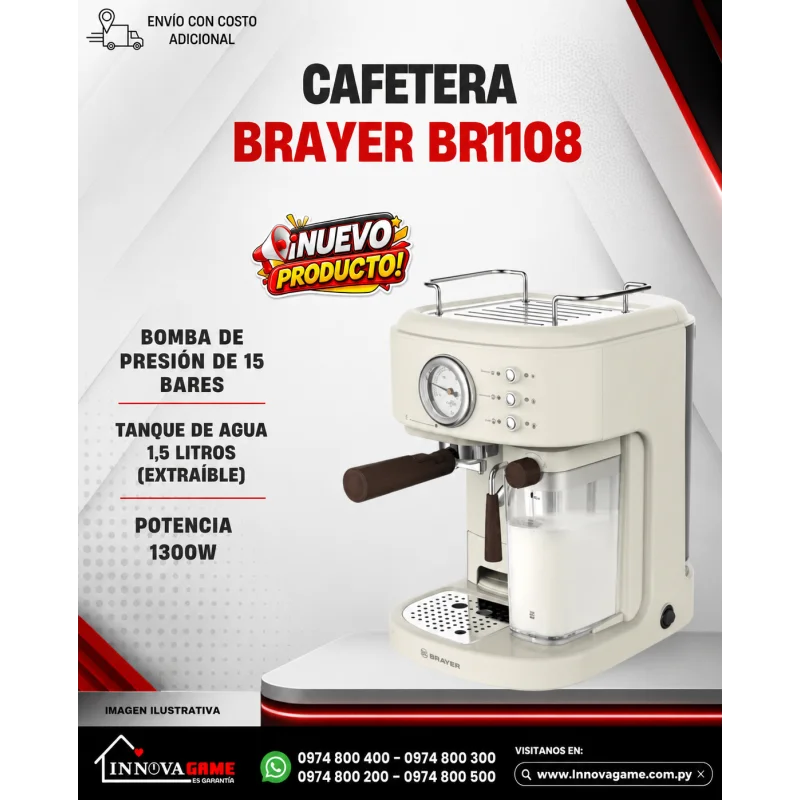 ENVÍO CON COSTO
ADICIONAL
CAFETERA
BRAYER BR1108
¡NUEVO
PRODUCTO!
BOMBA DE
PRESIÓN DE 15
BARES
TANQUE DE AGUA
1,5 LITROS
(EXTRAÍBLE)
POTENCIA
1300W
BRAYER
IMAGEN ILUSTRATIVA
INNOVA GAME
ES GARANTÍA
0974 800 400 - 0974 800 300
0974 800 200 - 0974 800 500
VISITANOS EN:
www.Innovagame.com.py